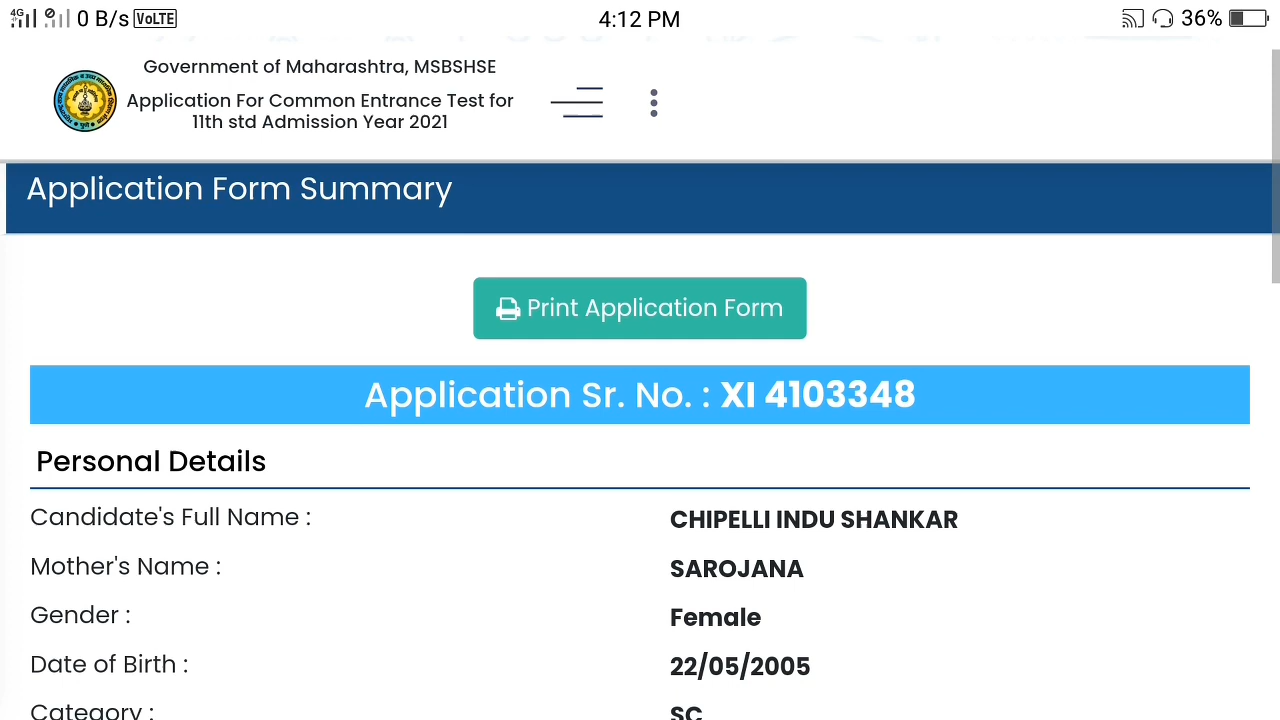 4G 0 B/s VoLTE 4:12 PM 36%
Government of Maharashtra, MSBSHSE
Application For Common Entrance Test for
11th std Admission Year 2021
Application Form Summary
Print Application Form
Application Sr. No. : XI 4103348
Personal Details
Candidate's Full Name : CHIPELLI INDU SHANKAR
Mother's Name : SAROJANA
Gender : Female
Date of Birth : 22/05/2005
Category : SC